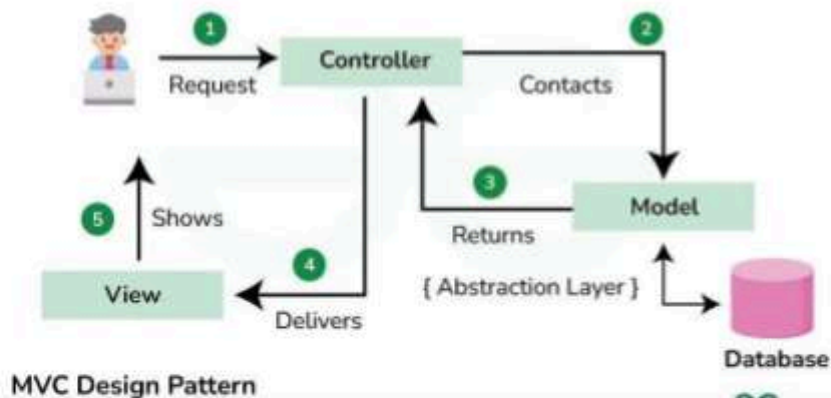 1
2
Controller
Request
Contacts
3
Model
5
Shows
Returns
4
View
{ Abstraction Layer }
Delivers
Database
MVC Design Pattern